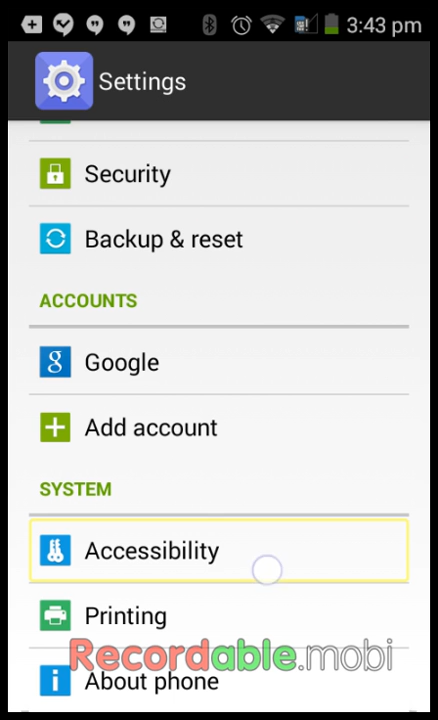 3:43 pm
Settings
Security
Backup & reset
ACCOUNTS
Google
Add account
SYSTEM
Accessibility
Printing
Recordable.mobi
About phone